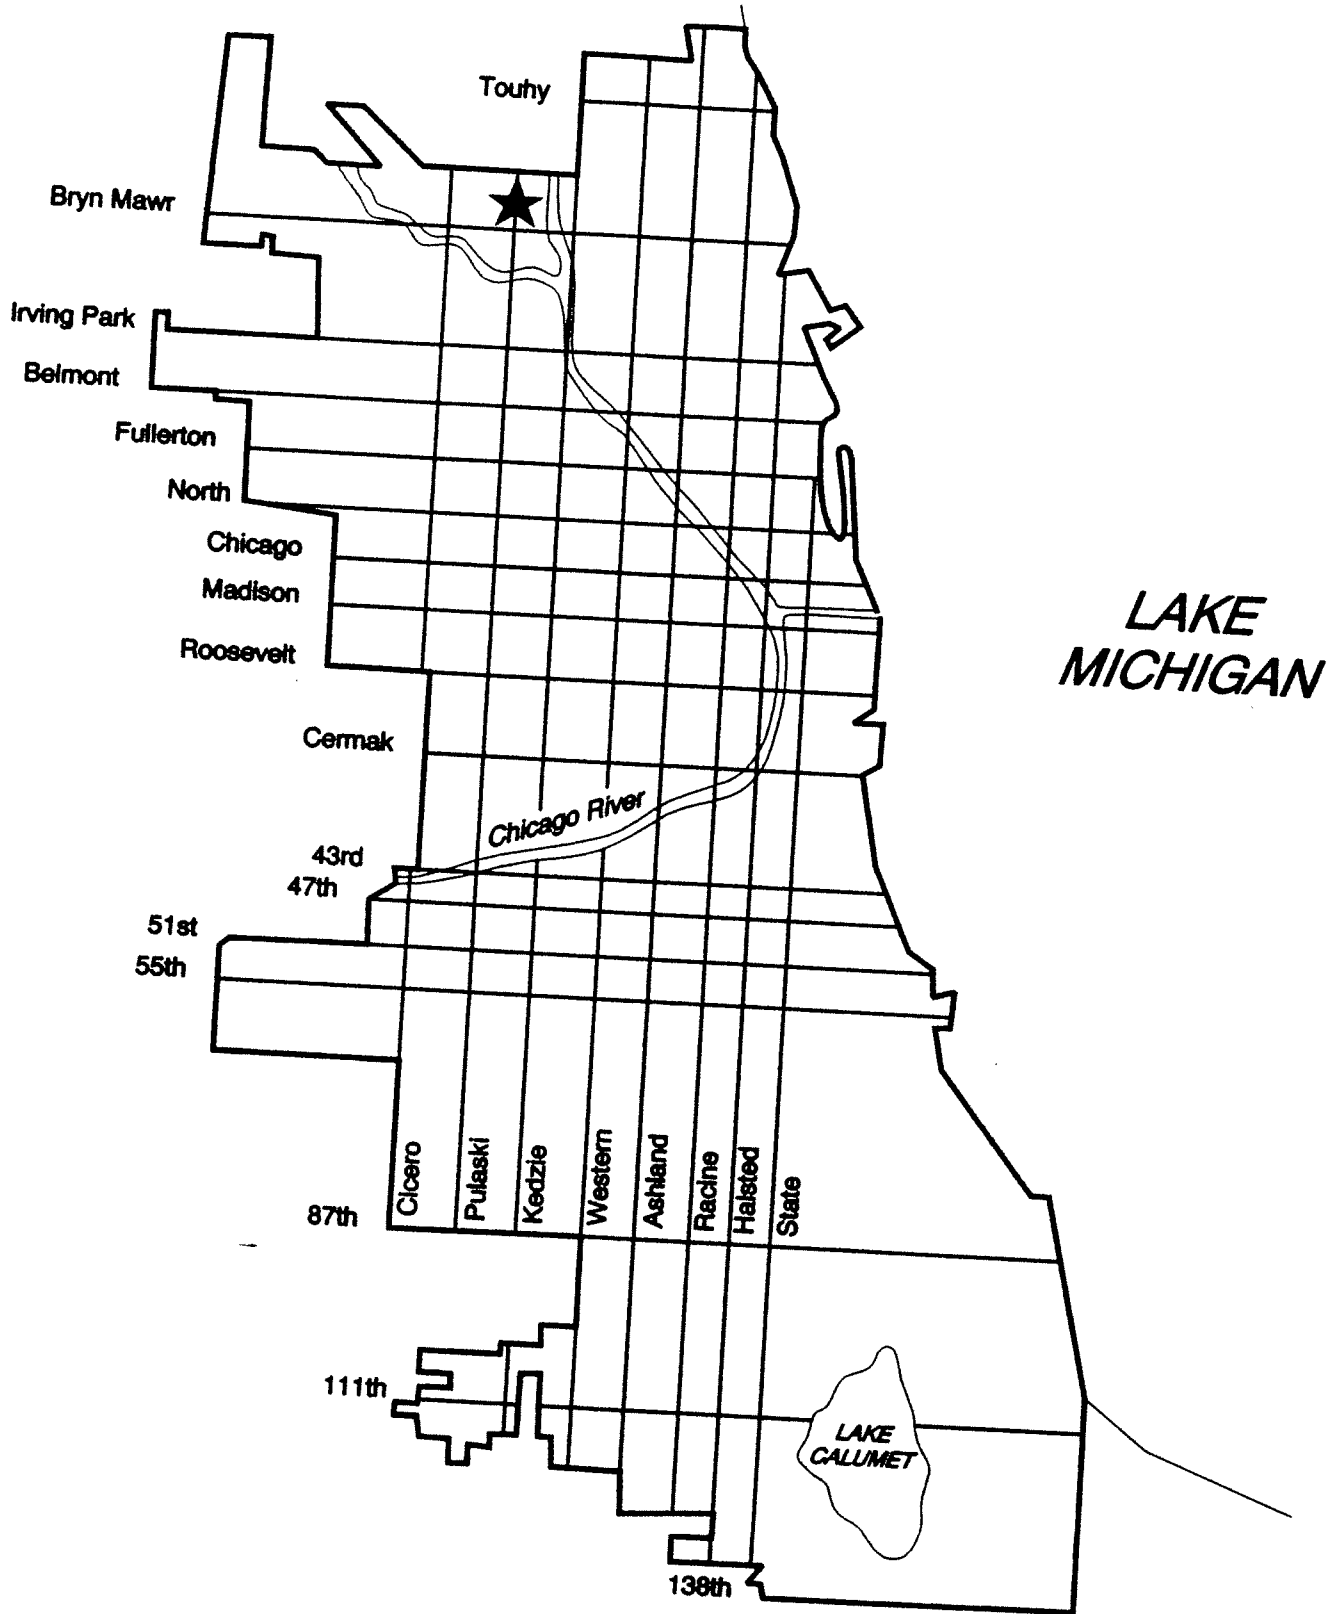 Touhy
Bryn Mawr
Irving Park
Belmont
Fullerton
North
Chicago
Madison
Roosevelt
LAKE
MICHIGAN
Cermak
Chicago River
43rd
47th
51st
55th
Cicero
Pulaski
Kedzie
Western
Ashland
Racine
Halsted
State
87th
111th
LAKE
CALUMET
138th